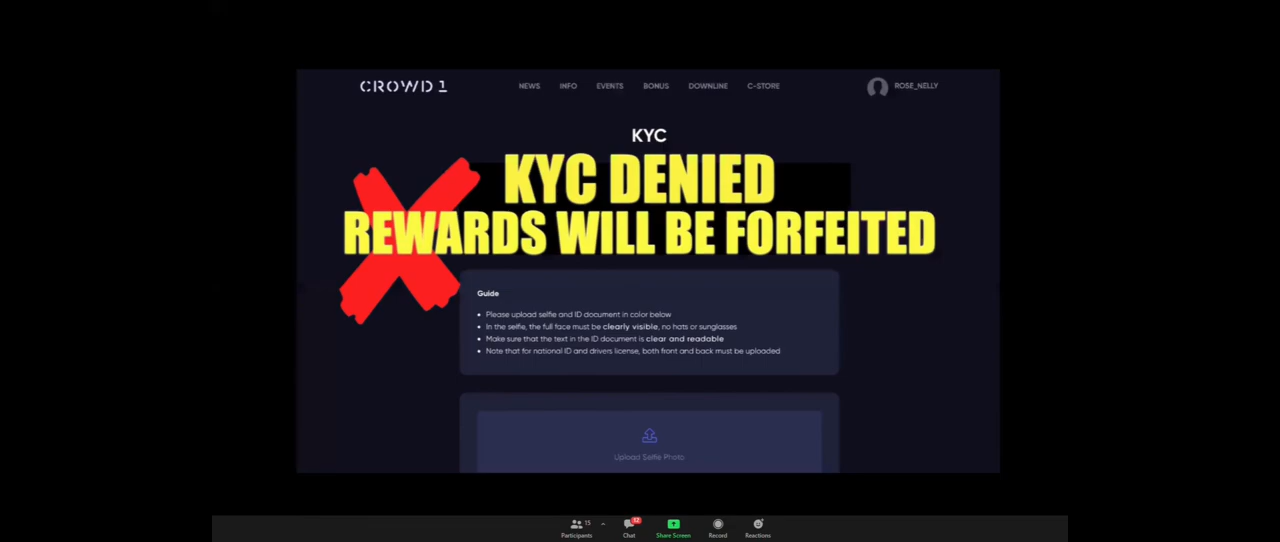 CROWD 1
NEWS INFO EVENTS BONUS DOWNLINE C-STORE
ROSE_NELLY
KYC
KYC DENIED
REWARDS WILL BE FORFEITED
Guide
Please upload selfie and ID document in color below
In the selfie, the full face must be clearly visible, no hats or sunglasses
Make sure that the text in the ID document is clear and readable
Note that for national ID and drivers license, both front and back must be uploaded
Upload Selfie Photo
15
12
Participants Chat Share Screen Record Reactions